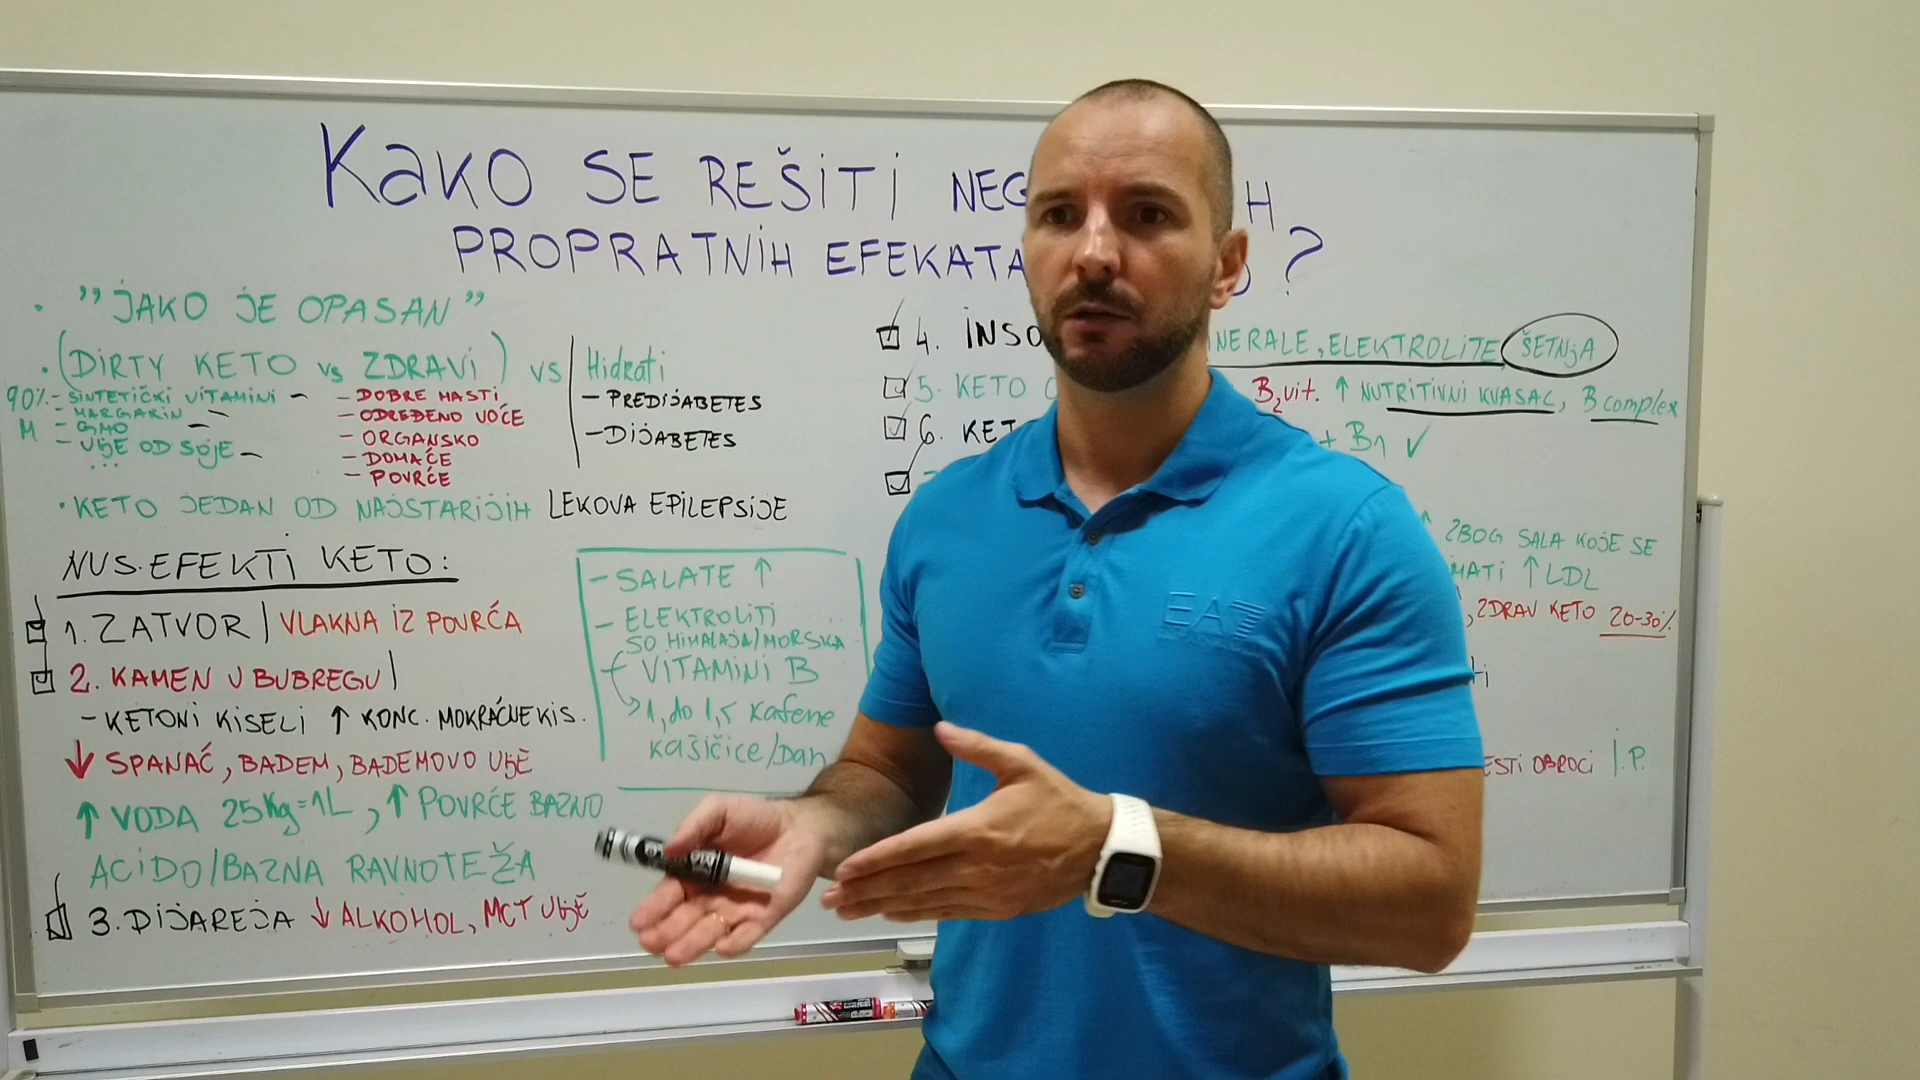 KAKO SE REŠITI NEG H
PROPRATNIH EFEKATA ?
• "JAKO JE OPASAN"
• (DIRTY KETO vs ZDRAVI) vs Hidrati
90% - SINTETIČKI VITAMINI -
- MARGARIN -
M - GMO -
- ULJE OD SOJE -
...
- DOBRE MASTI
- ODREĐENO VOĆE
- ORGANSKO
- DOMAĆE
- POVRĆE
- PREDIJABETES
- DIJABETES
• KETO JEDAN OD NAJSTARIJIH LEKOVA EPILEPSIJE
NUS.EFEKTI KETO:
1. ZATVOR | VLAKNA IZ POVRĆA
2. KAMEN U BUBREGU |
- KETONI KISELI ↑ KONC. MOKRAĆNE KIS.
↓ SPANAĆ, BADEM, BADEMOVO ULJE
↑ VODA 25Kg=1L, ↑ POVRĆE BAZNO
ACIDO/BAZNA RAVNOTEŽA
3. DIJAREJA ↓ ALKOHOL, MCT ULJE
- SALATE ↑
- ELEKTROLITI
SO HIMALAJA/MORSKA
- VITAMINI B
1, do 1,5 kafene
kašičice/Dan
4. INSO NERALE, ELEKTROLITE, ŠETNJA
5. KETO B2 vit. ↑ NUTRITIVNI KVASAC, B complex
6. KET + B1 ✓
↑ ZBOG SALA KOJE SE
MATI ↑ LDL
, ZDRAV KETO 20-30%
ti
ESTI OBROCI I.P.
EA7